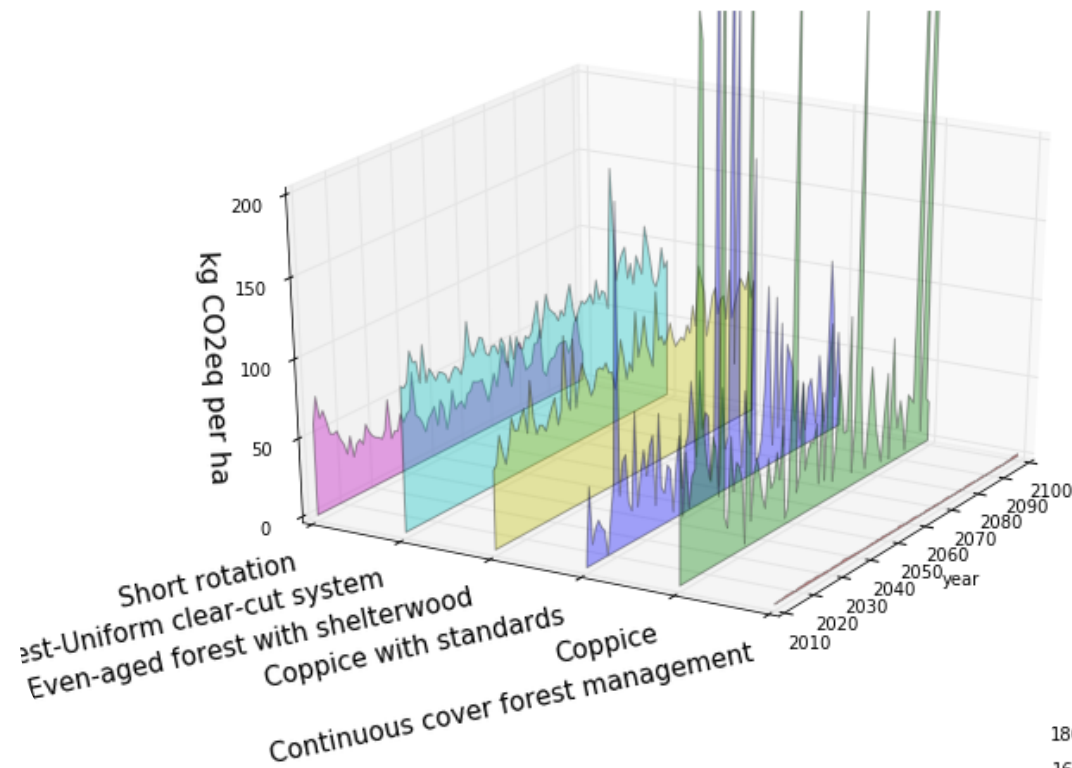 200
150
100
50
0
kg CO2eq per ha
Short rotation
est-Uniform clear-cut system
Even-aged forest with shelterwood
Coppice with standards
Coppice
Continuous cover forest management
2010
2020
2030
2040
2050
2060
2070
2080
2090
2100
year
180